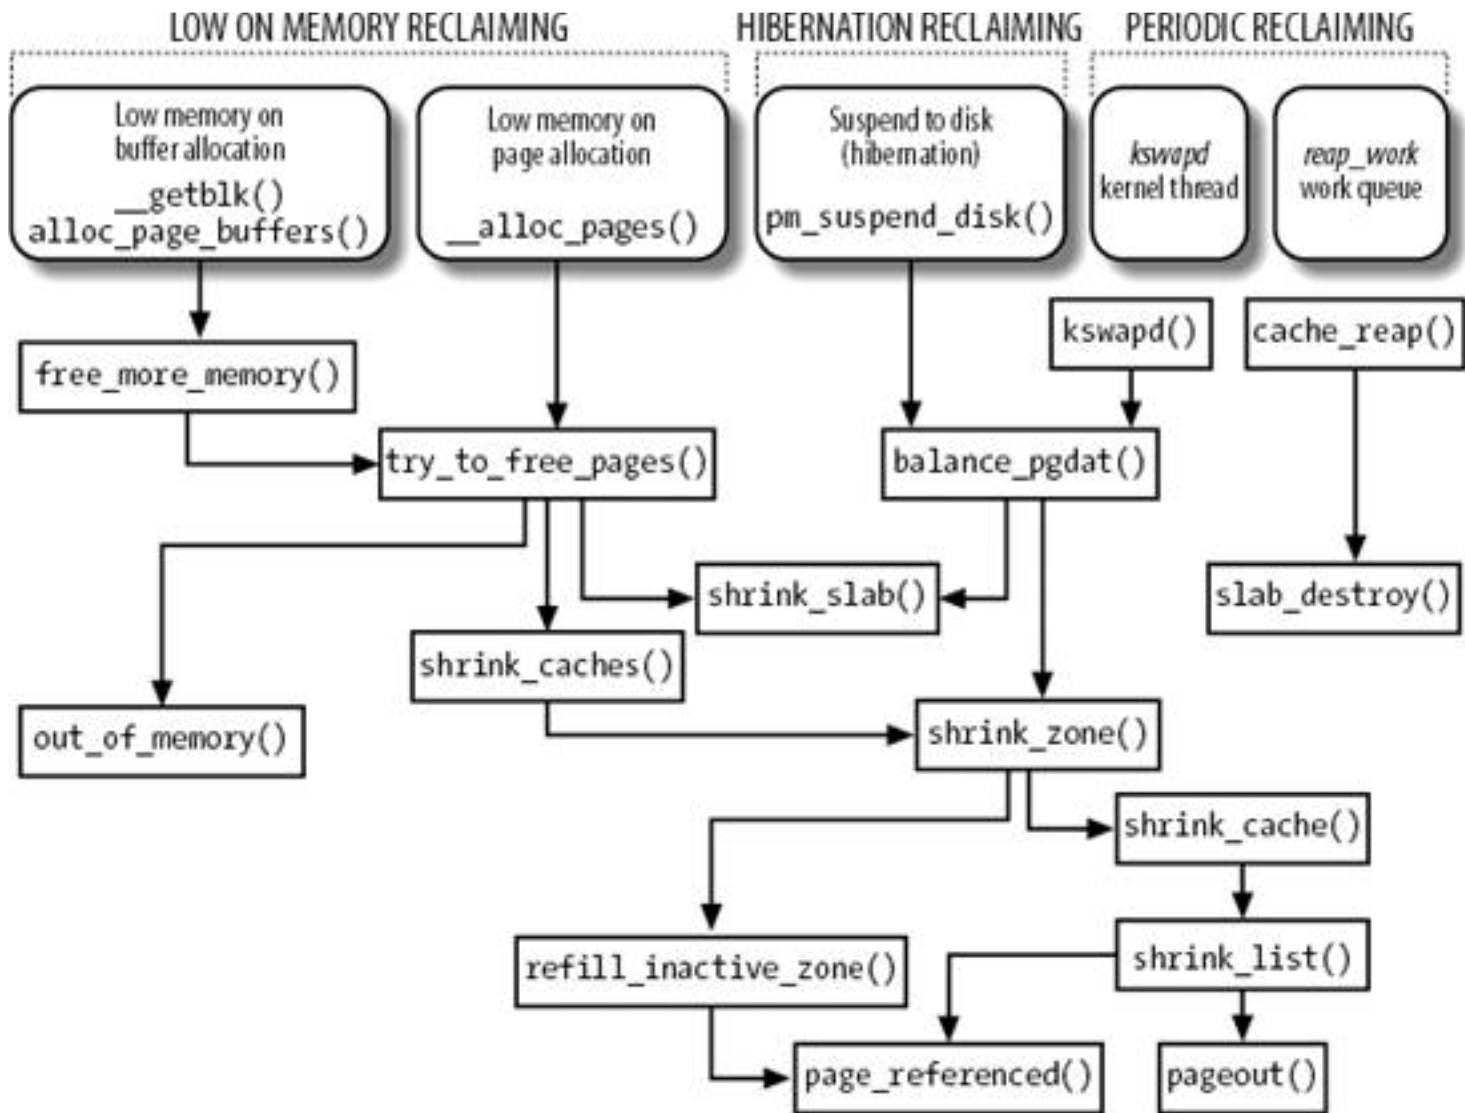 LOW ON MEMORY RECLAIMING
HIBERNATION RECLAIMING
PERIODIC RECLAIMING
Low memory on
buffer allocation
__getblk()
alloc_page_buffers()
Low memory on
page allocation
__alloc_pages()
Suspend to disk
(hibernation)
pm_suspend_disk()
kswapd
kernel thread
reap_work
work queue
free_more_memory()
kswapd()
cache_reap()
try_to_free_pages()
balance_pgdat()
shrink_slab()
slab_destroy()
shrink_caches()
out_of_memory()
shrink_zone()
shrink_cache()
refill_inactive_zone()
shrink_list()
page_referenced()
pageout()